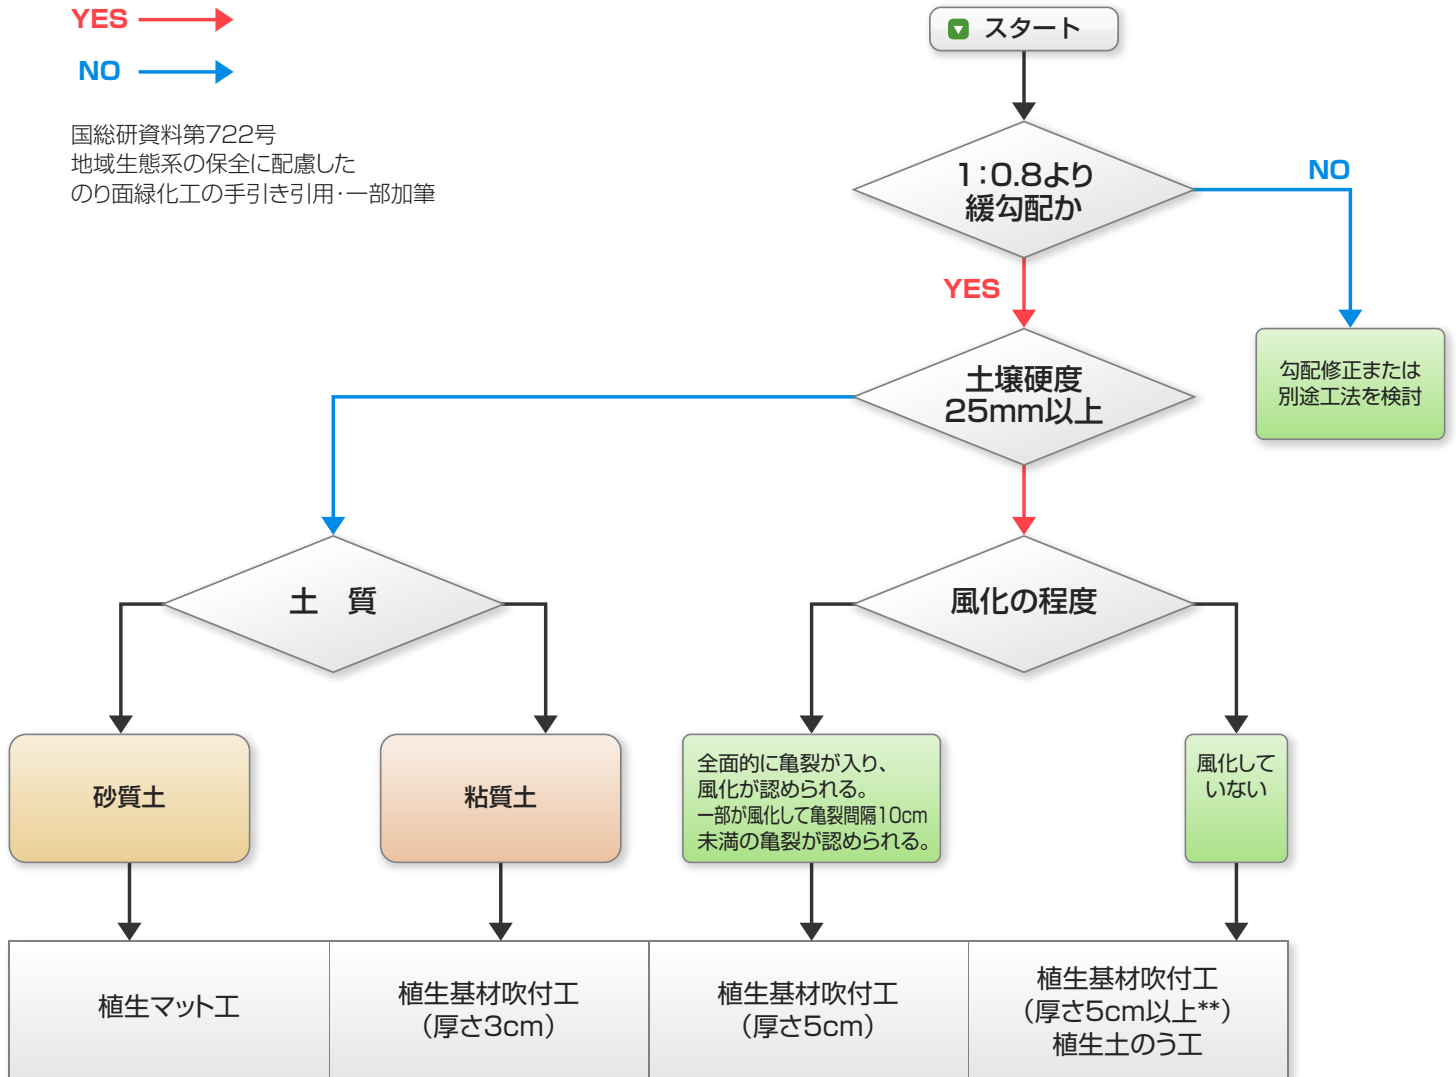 YES
NO
国総研資料第722号
地域生態系の保全に配慮した
のり面緑化工の手引き引用・一部加筆
スタート
1：0.8より
緩勾配か
NO
YES
勾配修正または
別途工法を検討
土壌硬度
25mm以上
土　質
風化の程度
砂質土
粘質土
全面的に亀裂が入り、
風化が認められる。
一部が風化して亀裂間隔10cm
未満の亀裂が認められる。
風化して
いない
植生マット工
植生基材吹付工
（厚さ3cm）
植生基材吹付工
（厚さ5cm）
植生基材吹付工
（厚さ5cm以上**）
植生土のう工